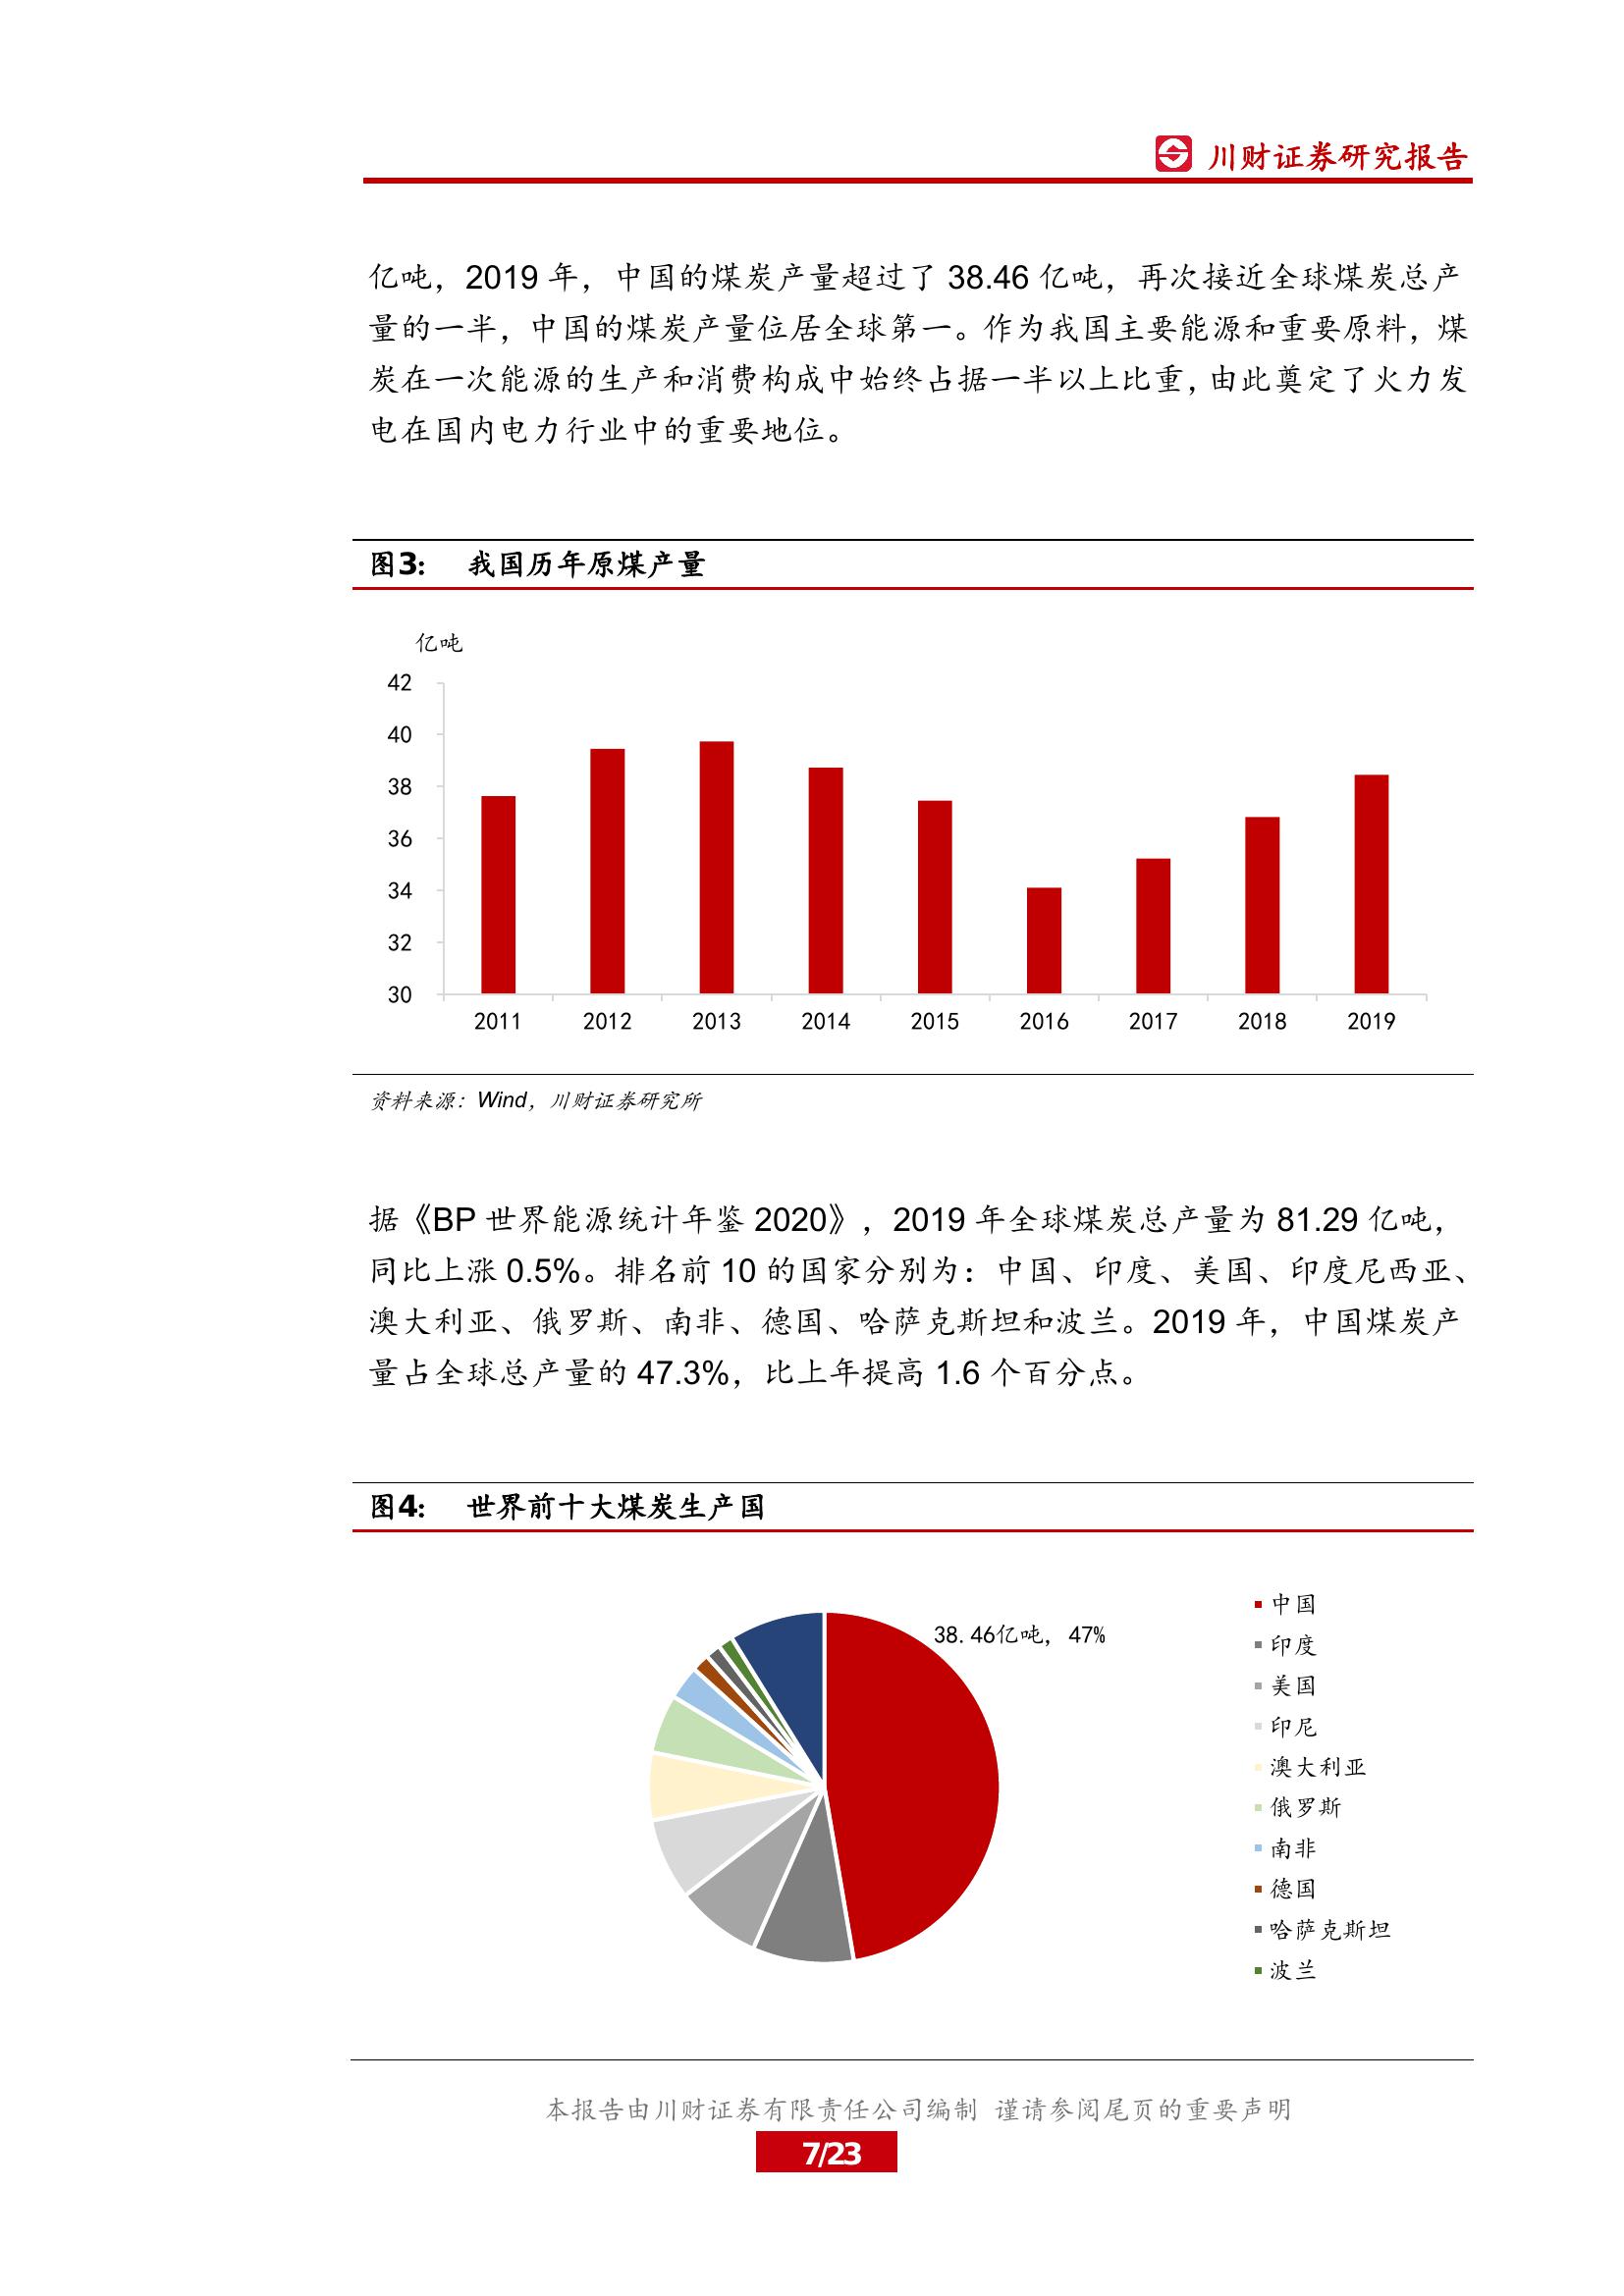 川财证券研究报告
亿吨，2019 年，中国的煤炭产量超过了 38.46 亿吨，再次接近全球煤炭总产
量的一半，中国的煤炭产量位居全球第一。作为我国主要能源和重要原料，煤
炭在一次能源的生产和消费构成中始终占据一半以上比重，由此奠定了火力发
电在国内电力行业中的重要地位。
图3： 我国历年原煤产量
亿吨
42
40
38
36
34
32
30
2011 2012 2013 2014 2015 2016 2017 2018 2019
资料来源：Wind，川财证券研究所
据《BP 世界能源统计年鉴 2020》，2019 年全球煤炭总产量为 81.29 亿吨，
同比上涨 0.5%。排名前 10 的国家分别为：中国、印度、美国、印度尼西亚、
澳大利亚、俄罗斯、南非、德国、哈萨克斯坦和波兰。2019 年，中国煤炭产
量占全球总产量的 47.3%，比上年提高 1.6 个百分点。
图4： 世界前十大煤炭生产国
38.46亿吨, 47%
中国
印度
美国
印尼
澳大利亚
俄罗斯
南非
德国
哈萨克斯坦
波兰
本报告由川财证券有限责任公司编制 谨请参阅尾页的重要声明
7/23